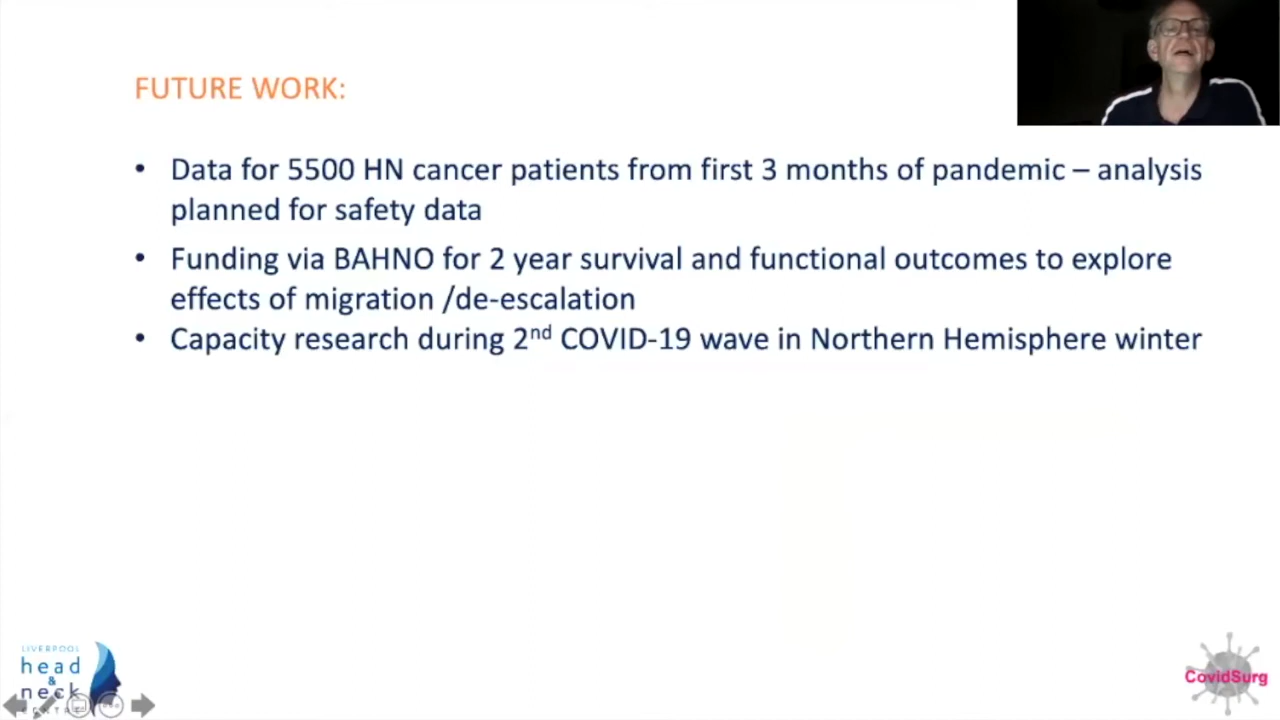 FUTURE WORK:
• Data for 5500 HN cancer patients from first 3 months of pandemic – analysis
planned for safety data
• Funding via BAHNO for 2 year survival and functional outcomes to explore
effects of migration /de-escalation
• Capacity research during 2nd COVID-19 wave in Northern Hemisphere winter
LIVERPOOL
head
&
neck
CENTRE
CovidSurg